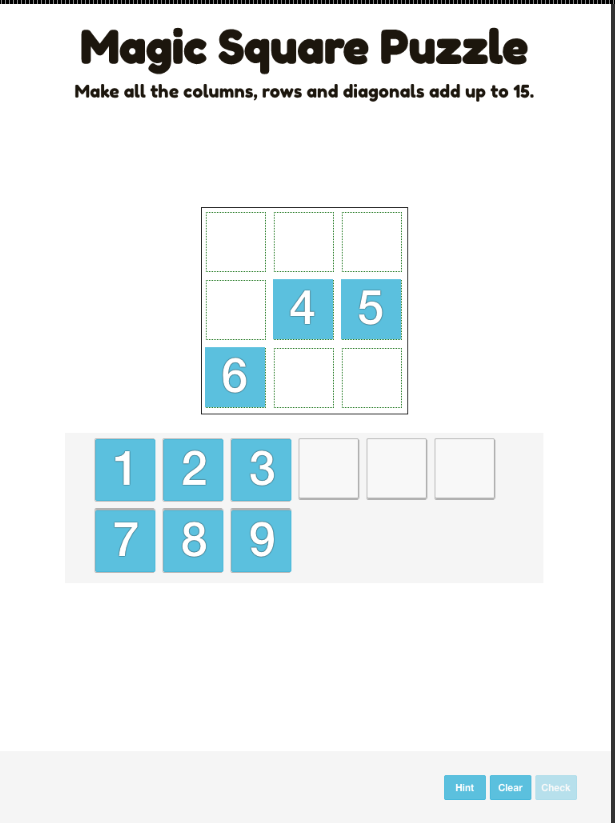 Magic Square Puzzle
Make all the columns, rows and diagonals add up to 15.
4 5
6
1 2 3
7 8 9
Hint Clear Check